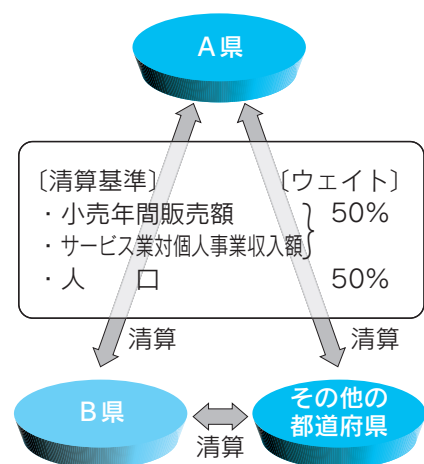 A県
〔清算基準〕 〔ウェイト〕
・小売年間販売額 50%
・サービス業対個人事業収入額
・人 口 50%
清算 清算
B県
その他の
都道府県
清算